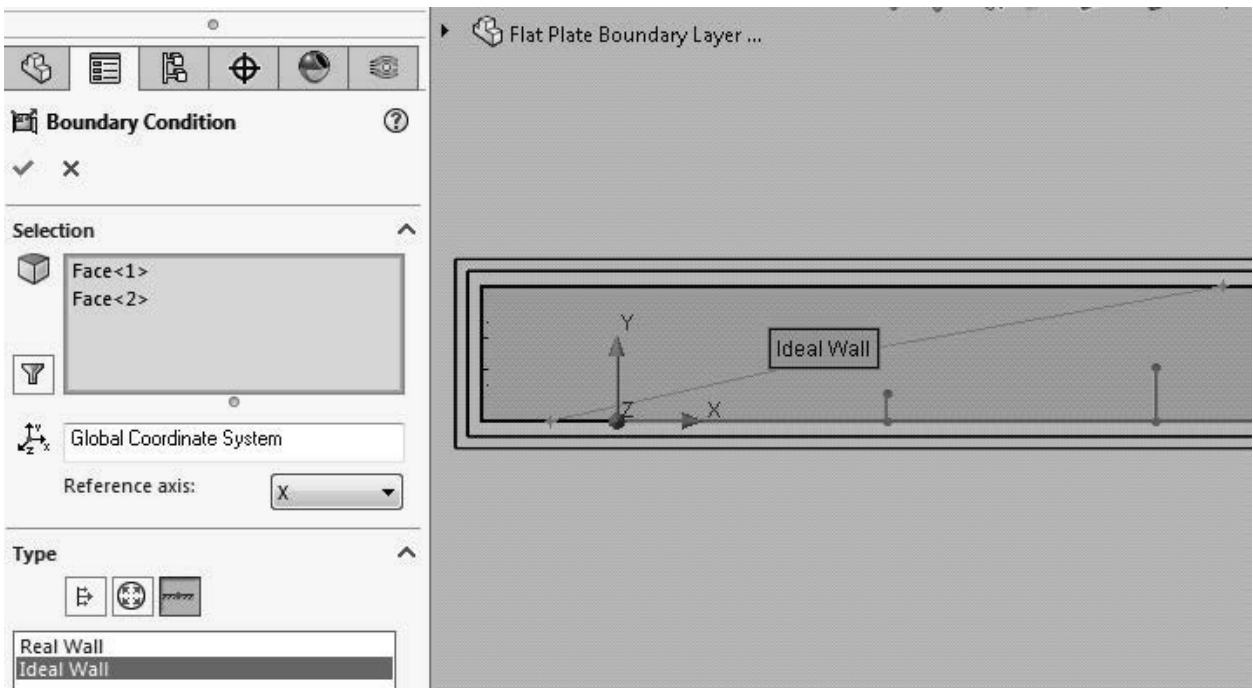 Flat Plate Boundary Layer ...
Boundary Condition
Selection
Face<1>
Face<2>
Global Coordinate System
Reference axis:
X
Type
Real Wall
Ideal Wall
Y
Ideal Wall
Z
X